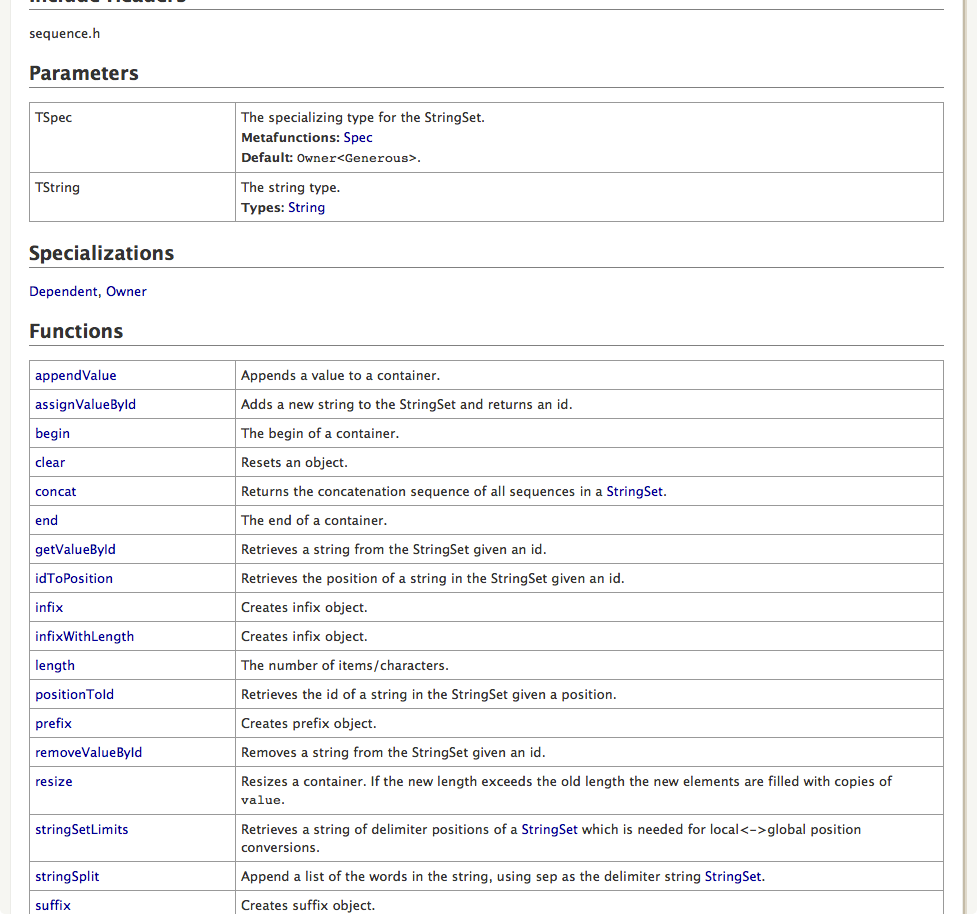 Include Headers
sequence.h
Parameters
TSpec
The specializing type for the StringSet.
Metafunctions: Spec
Default: Owner<Generous>.
TString
The string type.
Types: String
Specializations
Dependent, Owner
Functions
appendValue
Appends a value to a container.
assignValueById
Adds a new string to the StringSet and returns an id.
begin
The begin of a container.
clear
Resets an object.
concat
Returns the concatenation sequence of all sequences in a StringSet.
end
The end of a container.
getValueById
Retrieves a string from the StringSet given an id.
idToPosition
Retrieves the position of a string in the StringSet given an id.
infix
Creates infix object.
infixWithLength
Creates infix object.
length
The number of items/characters.
positionToId
Retrieves the id of a string in the StringSet given a position.
prefix
Creates prefix object.
removeValueById
Removes a string from the StringSet given an id.
resize
Resizes a container. If the new length exceeds the old length the new elements are filled with copies of
value.
stringSetLimits
Retrieves a string of delimiter positions of a StringSet which is needed for local<->global position
conversions.
stringSplit
Append a list of the words in the string, using sep as the delimiter string StringSet.
suffix
Creates suffix object.